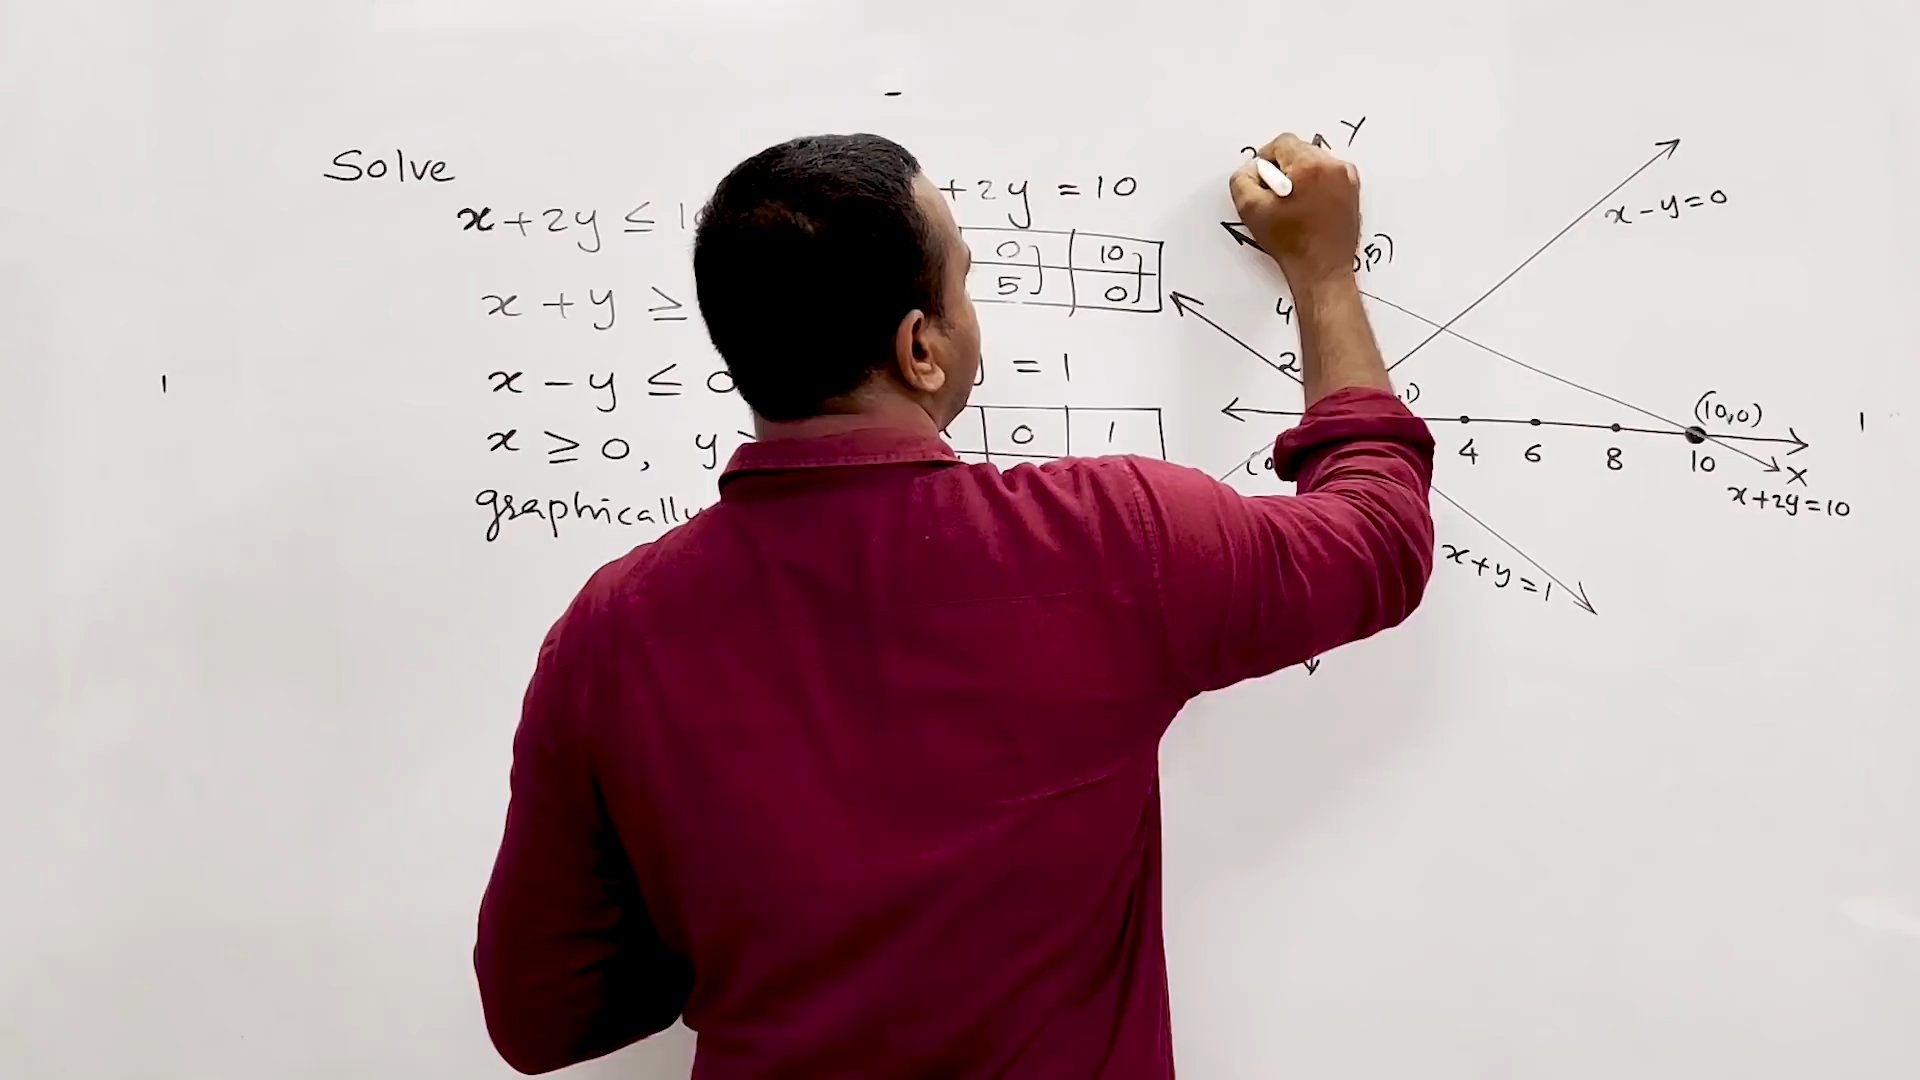 Solve
x + 2y ≤
x + y ≥
x - y ≤ 0
x ≥ 0, y
graphically
+ 2y = 10
0 10
5 0
= 1
0 1
Y
x - y = 0
4
2
(10,0)
4 6 8 10
X
x + 2y = 10
x + y = 1